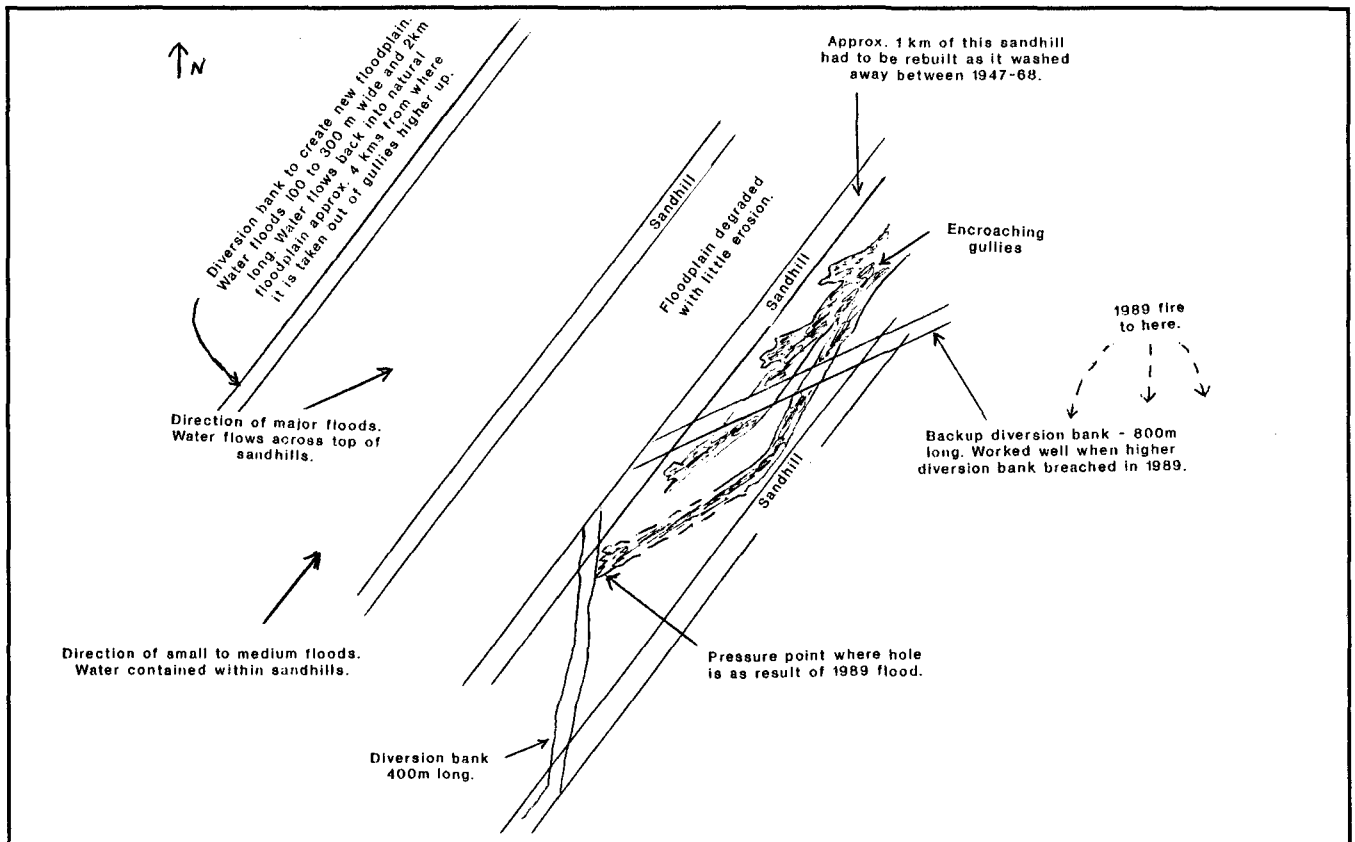 N
Diversion bank to create new floodplain.
Water floods 100 to 300 m wide and 2km
long. Water flows back into natural
floodplain approx. 4 kms from where
it is taken out of gullies higher up.
Approx. 1 km of this sandhill
had to be rebuilt as it washed
away between 1947-68.
Sandhill
Floodplain degraded
with little erosion.
Sandhill
Encroaching
gullies
1989 fire
to here.
Direction of major floods.
Water flows across top of
sandhills.
Backup diversion bank - 800m
long. Worked well when higher
diversion bank breached in 1989.
Sandhill
Direction of small to medium floods.
Water contained within sandhills.
Pressure point where hole
is as result of 1989 flood.
Diversion bank
400m long.